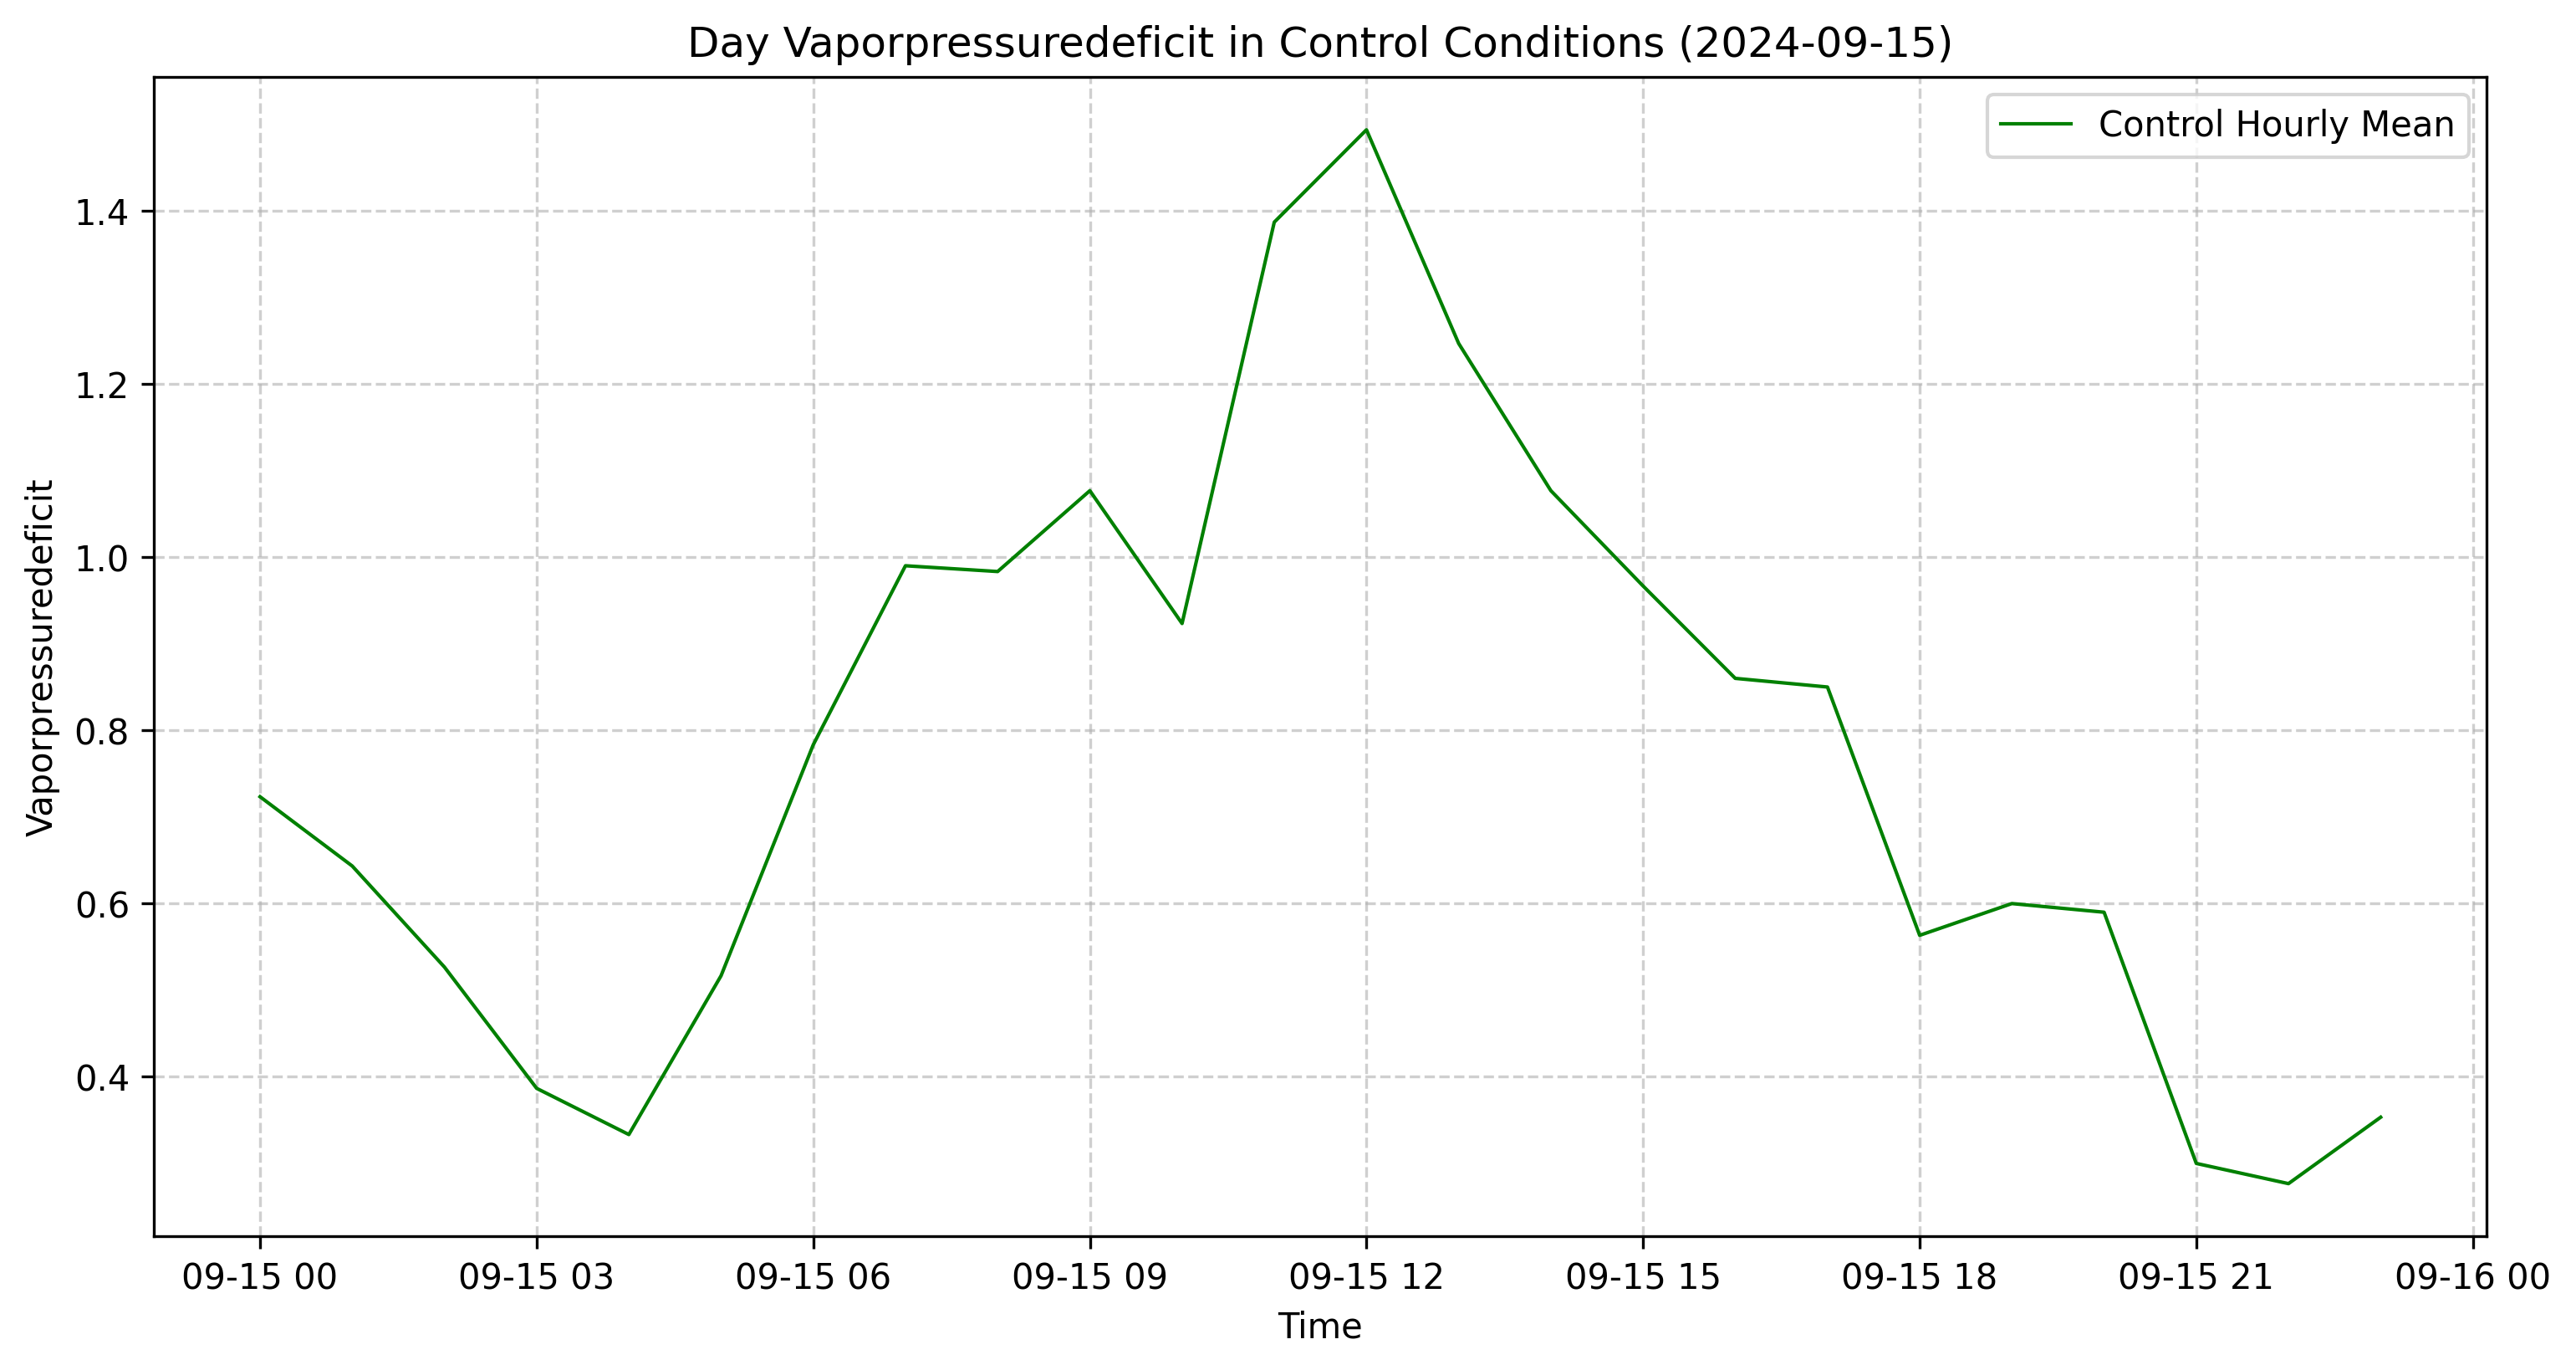 Day Vaporpressuredeficit in Control Conditions (2024-09-15)
Control Hourly Mean
Vaporpressuredeficit
1.4
1.2
1.0
0.8
0.6
0.4
09-15 00 09-15 03 09-15 06 09-15 09 09-15 12 09-15 15 09-15 18 09-15 21 09-16 00
Time